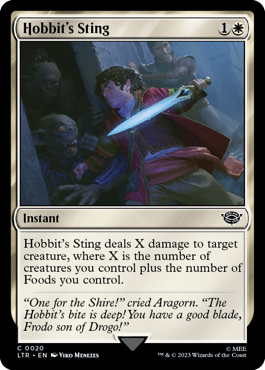 Hobbit's Sting 1
Instant
Hobbit's Sting deals X damage to target
creature, where X is the number of
creatures you control plus the number of
Foods you control.
"One for the Shire!" cried Aragorn. "The
Hobbit's bite is deep! You have a good blade,
Frodo son of Drogo!"
C 0020
LTR • EN Viko Menezes
© MEE
™ & © 2023 Wizards of the Coast